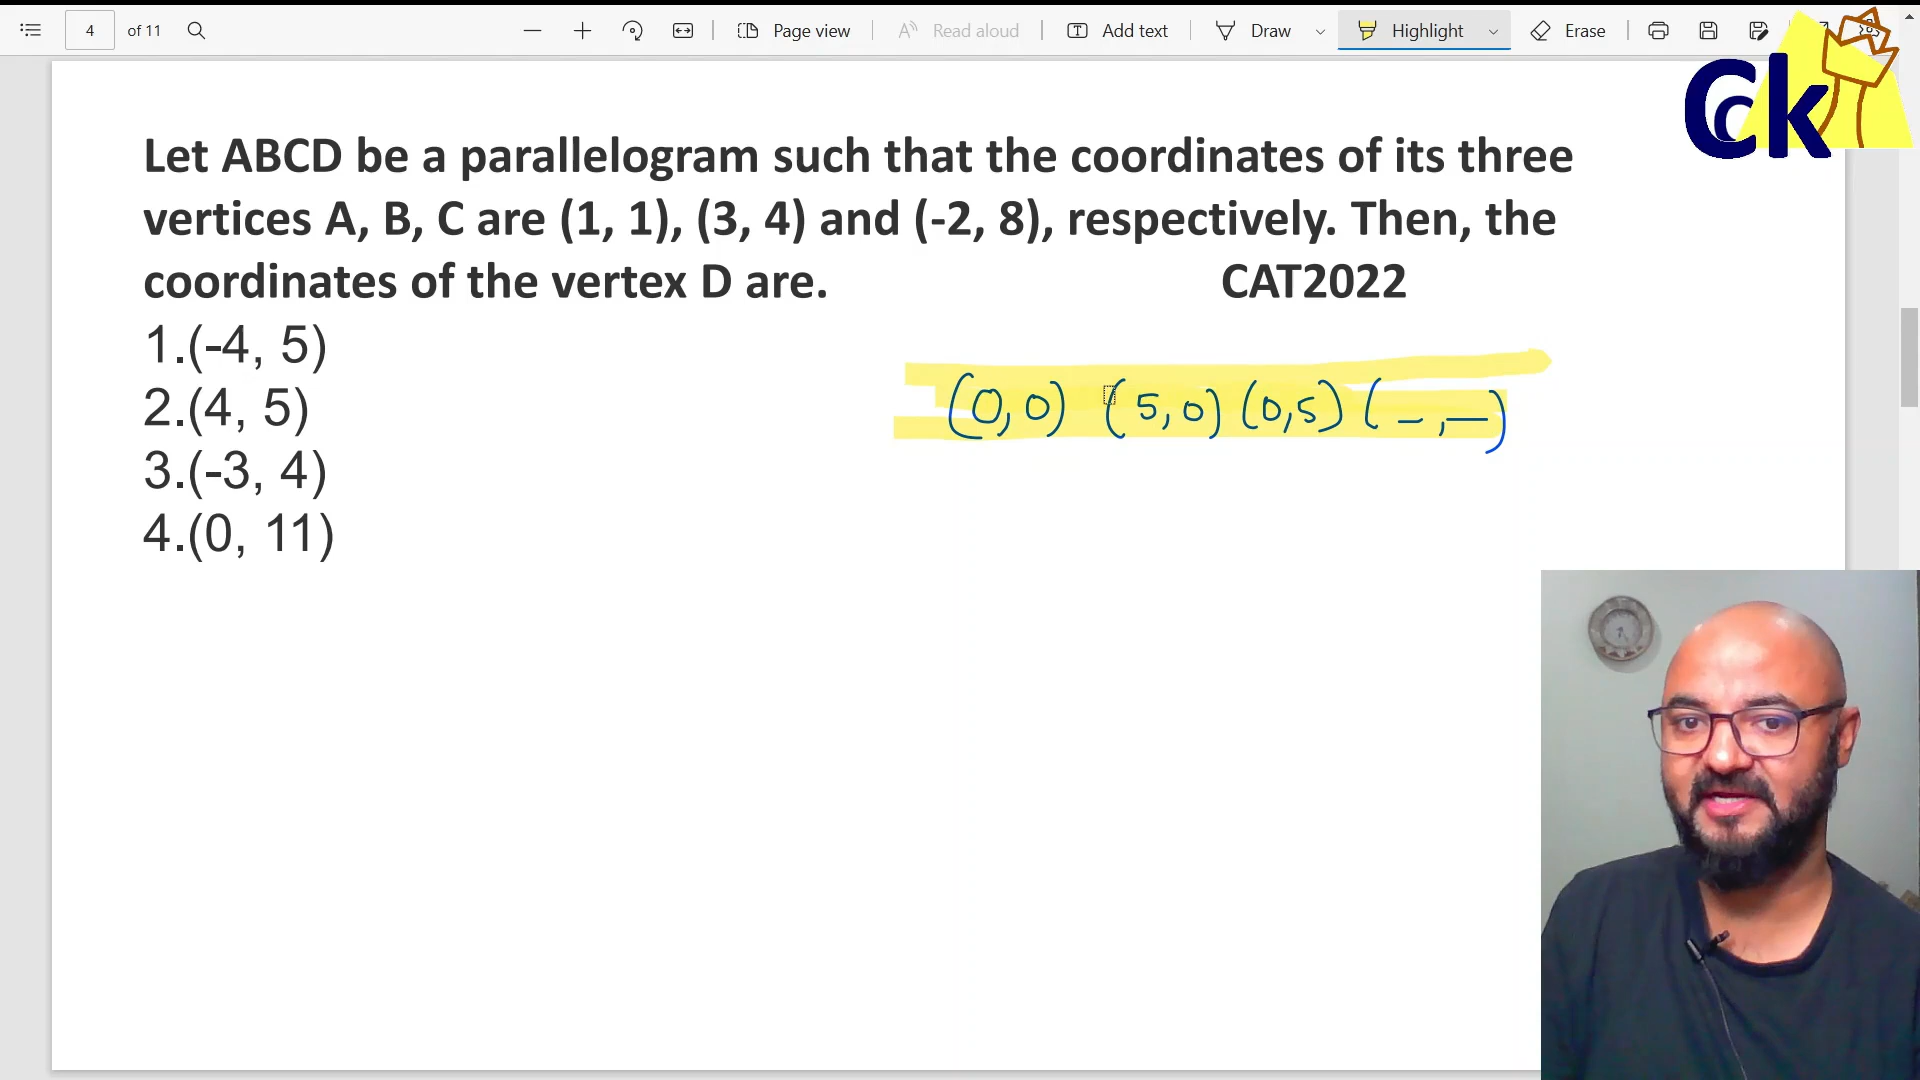 4 of 11 Page view Read aloud Add text Draw Highlight Erase
CCk
Let ABCD be a parallelogram such that the coordinates of its three
vertices A, B, C are (1, 1), (3, 4) and (-2, 8), respectively. Then, the
coordinates of the vertex D are. CAT2022
1.(-4, 5)
2.(4, 5)
3.(-3, 4)
4.(0, 11)
(0,0) (5,0) (0,5) (_,_)